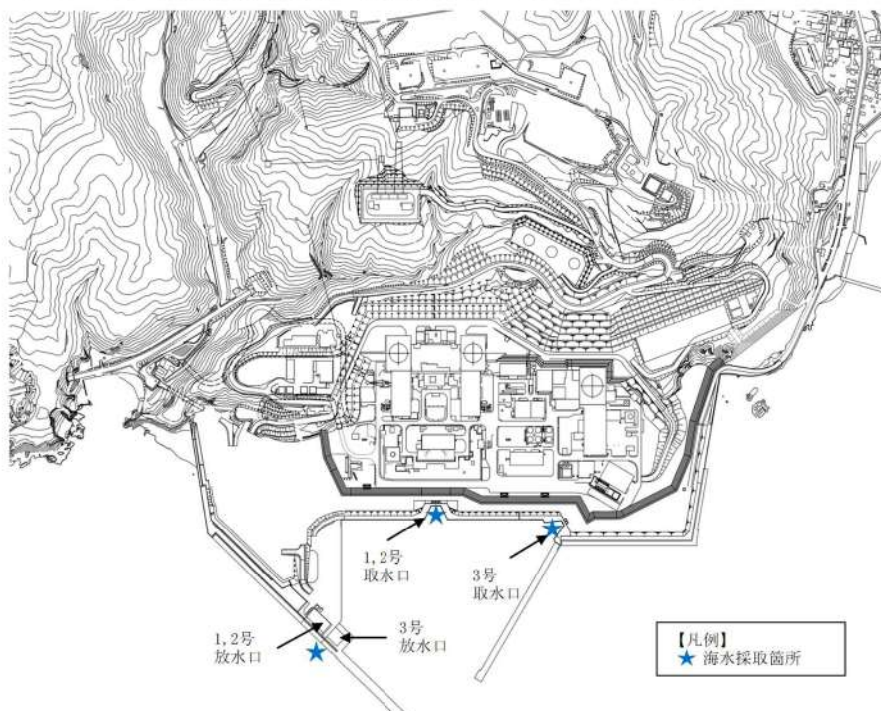 1,2号
取水口
3号
取水口
1,2号
放水口
3号
放水口
【凡例】
★ 海水採取箇所